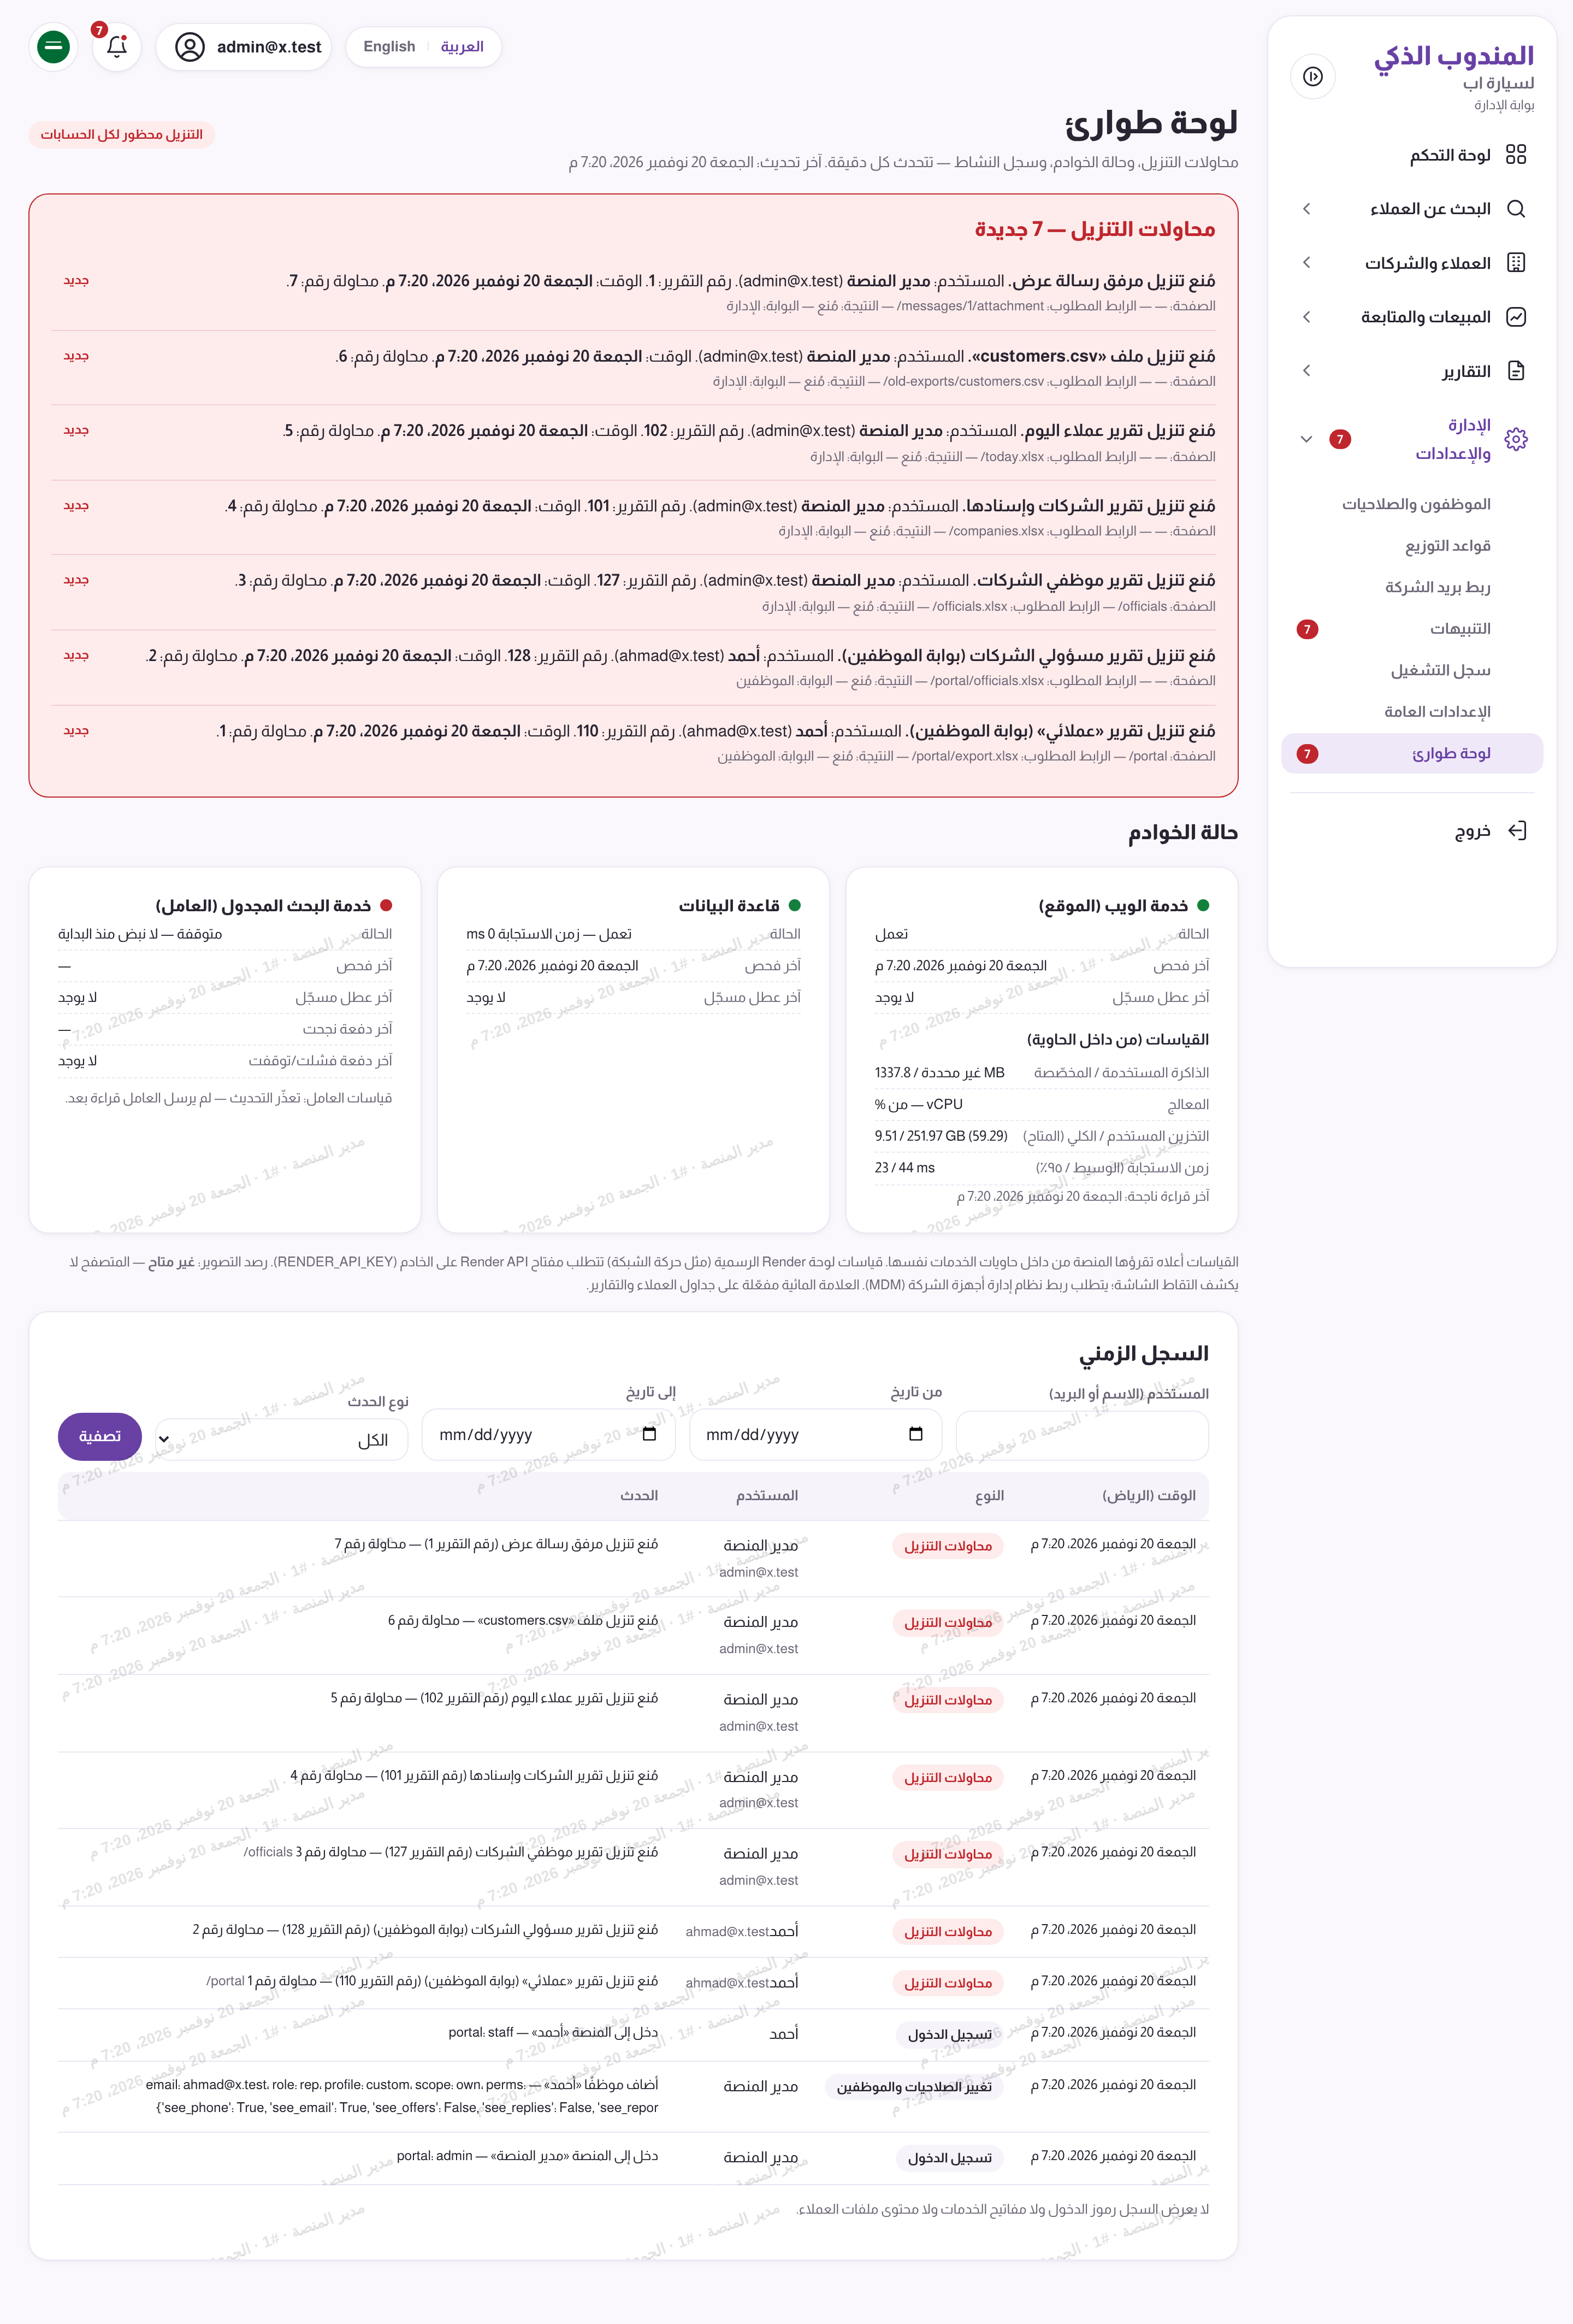 المندوب الذكي
لسيارة اب
بوابة الإدارة
لوحة التحكم
البحث عن العملاء
العملاء والشركات
المبيعات والمتابعة
التقارير
الإدارة والإعدادات 7
الموظفون والصلاحيات
قواعد التوزيع
ربط بريد الشركة
التنبيهات 7
سجل التشغيل
الإعدادات العامة
لوحة طوارئ 7
خروج
العربية | English
admin@x.test
7
لوحة طوارئ
التنزيل محظور لكل الحسابات
محاولات التنزيل، وحالة الخوادم، وسجل النشاط — تتحدث كل دقيقة. آخر تحديث: الجمعة 20 نوفمبر 2026، 7:20 م
محاولات التنزيل — 7 جديدة
مُنع تنزيل مرفق رسالة عرض. المستخدم: مدير المنصة (admin@x.test). رقم التقرير: 1. الوقت: الجمعة 20 نوفمبر 2026، 7:20 م. محاولة رقم: 7. جديد
الصفحة: — — الرابط المطلوب: /messages/1/attachment — النتيجة: مُنع — البوابة: الإدارة
مُنع تنزيل ملف «customers.csv». المستخدم: مدير المنصة (admin@x.test). الوقت: الجمعة 20 نوفمبر 2026، 7:20 م. محاولة رقم: 6. جديد
الصفحة: — — الرابط المطلوب: /old-exports/customers.csv — النتيجة: مُنع — البوابة: الإدارة
مُنع تنزيل تقرير عملاء اليوم. المستخدم: مدير المنصة (admin@x.test). رقم التقرير: 102. الوقت: الجمعة 20 نوفمبر 2026، 7:20 م. محاولة رقم: 5. جديد
الصفحة: — — الرابط المطلوب: /today.xlsx — النتيجة: مُنع — البوابة: الإدارة
مُنع تنزيل تقرير الشركات وإسنادها. المستخدم: مدير المنصة (admin@x.test). رقم التقرير: 101. الوقت: الجمعة 20 نوفمبر 2026، 7:20 م. محاولة رقم: 4. جديد
الصفحة: — — الرابط المطلوب: /companies.xlsx — النتيجة: مُنع — البوابة: الإدارة
مُنع تنزيل تقرير موظفي الشركات. المستخدم: مدير المنصة (admin@x.test). رقم التقرير: 127. الوقت: الجمعة 20 نوفمبر 2026، 7:20 م. محاولة رقم: 3. جديد
الصفحة: /officials — الرابط المطلوب: /officials.xlsx — النتيجة: مُنع — البوابة: الإدارة
مُنع تنزيل تقرير مسؤولي الشركات (بوابة الموظفين). المستخدم: أحمد (ahmad@x.test). رقم التقرير: 128. الوقت: الجمعة 20 نوفمبر 2026، 7:20 م. محاولة رقم: 2. جديد
الصفحة: — — الرابط المطلوب: /portal/officials.xlsx — النتيجة: مُنع — البوابة: الموظفين
مُنع تنزيل تقرير «عملائي» (بوابة الموظفين). المستخدم: أحمد (ahmad@x.test). رقم التقرير: 110. الوقت: الجمعة 20 نوفمبر 2026، 7:20 م. محاولة رقم: 1. جديد
الصفحة: /portal — الرابط المطلوب: /portal/export.xlsx — النتيجة: مُنع — البوابة: الموظفين
حالة الخوادم
خدمة الويب (الموقع)
الحالة تعمل
آخر فحص الجمعة 20 نوفمبر 2026، 7:20 م
آخر عطل مسجّل لا يوجد
القياسات (من داخل الحاوية)
الذاكرة المستخدمة / المخصّصة 1337.8 / غير محددة MB
المعالج % من — vCPU
التخزين المستخدم / الكلي (المتاح) 9.51 / 251.97 GB (59.29)
زمن الاستجابة (الوسيط / ٩٥٪) 23 / 44 ms
آخر قراءة ناجحة: الجمعة 20 نوفمبر 2026، 7:20 م
قاعدة البيانات
الحالة تعمل — زمن الاستجابة 0 ms
آخر فحص الجمعة 20 نوفمبر 2026، 7:20 م
آخر عطل مسجّل لا يوجد
خدمة البحث المجدول (العامل)
الحالة متوقفة — لا نبض منذ البداية
آخر فحص —
آخر عطل مسجّل لا يوجد
آخر دفعة نجحت —
آخر دفعة فشلت/توقفت لا يوجد
قياسات العامل: تعذّر التحديث — لم يرسل العامل قراءة بعد.
مدير المنصة · #1 · الجمعة 20 نوفمبر 2026، 7:20 م
القياسات أعلاه تقرؤها المنصة من داخل حاويات الخدمات نفسها. قياسات لوحة Render الرسمية (مثل حركة الشبكة) تتطلب مفتاح Render API على الخادم (RENDER_API_KEY). رصد التصوير: غير متاح — المتصفح لا
يكشف التقاط الشاشة؛ يتطلب ربط نظام إدارة أجهزة الشركة (MDM). العلامة المائية مفعّلة على جداول العملاء والتقارير.
السجل الزمني
المستخدم (الاسم أو البريد)
من تاريخ mm/dd/yyyy
إلى تاريخ mm/dd/yyyy
نوع الحدث الكل
تصفية
الوقت (الرياض) النوع المستخدم الحدث
الجمعة 20 نوفمبر 2026، 7:20 م محاولات التنزيل مدير المنصة admin@x.test مُنع تنزيل مرفق رسالة عرض (رقم التقرير 1) — محاولة رقم 7
الجمعة 20 نوفمبر 2026، 7:20 م محاولات التنزيل مدير المنصة admin@x.test مُنع تنزيل ملف «customers.csv» — محاولة رقم 6
الجمعة 20 نوفمبر 2026، 7:20 م محاولات التنزيل مدير المنصة admin@x.test مُنع تنزيل تقرير عملاء اليوم (رقم التقرير 102) — محاولة رقم 5
الجمعة 20 نوفمبر 2026، 7:20 م محاولات التنزيل مدير المنصة admin@x.test مُنع تنزيل تقرير الشركات وإسنادها (رقم التقرير 101) — محاولة رقم 4
الجمعة 20 نوفمبر 2026، 7:20 م محاولات التنزيل مدير المنصة admin@x.test مُنع تنزيل تقرير موظفي الشركات (رقم التقرير 127) — محاولة رقم 3 /officials
الجمعة 20 نوفمبر 2026، 7:20 م محاولات التنزيل أحمد ahmad@x.test مُنع تنزيل تقرير مسؤولي الشركات (بوابة الموظفين) (رقم التقرير 128) — محاولة رقم 2
الجمعة 20 نوفمبر 2026، 7:20 م محاولات التنزيل أحمد ahmad@x.test مُنع تنزيل تقرير «عملائي» (بوابة الموظفين) (رقم التقرير 110) — محاولة رقم 1 /portal
الجمعة 20 نوفمبر 2026، 7:20 م تسجيل الدخول أحمد دخل إلى المنصة «أحمد» — portal: staff
الجمعة 20 نوفمبر 2026، 7:20 م تغيير الصلاحيات والموظفين مدير المنصة أضاف موظفًا «أحمد» — email: ahmad@x.test، role: rep، profile: custom، scope: own، perms:
{'see_phone': True, 'see_email': True, 'see_offers': False, 'see_replies': False, 'see_repor
الجمعة 20 نوفمبر 2026، 7:20 م تسجيل الدخول مدير المنصة دخل إلى المنصة «مدير المنصة» — portal: admin
لا يعرض السجل رموز الدخول ولا مفاتيح الخدمات ولا محتوى ملفات العملاء.